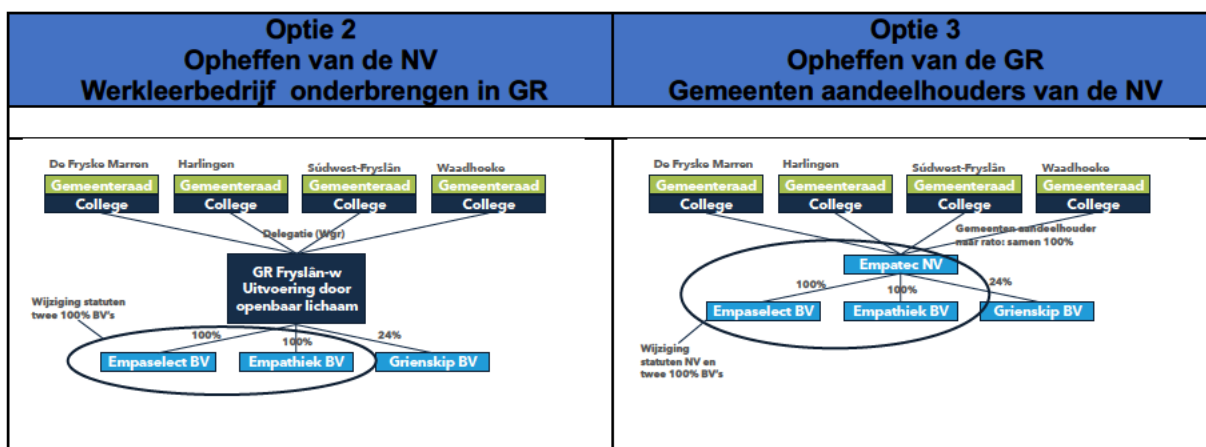 Optie 2
Opheffen van de NV
Werkleerbedrijf onderbrengen in GR
De Fryske Marren
Harlingen
Súdwest-Fryslân
Waadhoeke
Gemeenteraad
Gemeenteraad
Gemeenteraad
Gemeenteraad
College
College
College
College
Delegatie (Wgr)
GR Fryslân-w
Uitvoering door
openbaar lichaam
Wijziging statuten
twee 100% BV's
100%
100%
24%
Empaselect BV
Empathiek BV
Grienskip BV
Optie 3
Opheffen van de GR
Gemeenten aandeelhouders van de NV
De Fryske Marren
Harlingen
Súdwest-Fryslân
Waadhoeke
Gemeenteraad
Gemeenteraad
Gemeenteraad
Gemeenteraad
College
College
College
College
Gemeenten aandeelhouder
naar rato: samen 100%
Empatec NV
100%
100%
24%
Empaselect BV
Empathiek BV
Grienskip BV
Wijziging
statuten NV en
twee 100% BV's